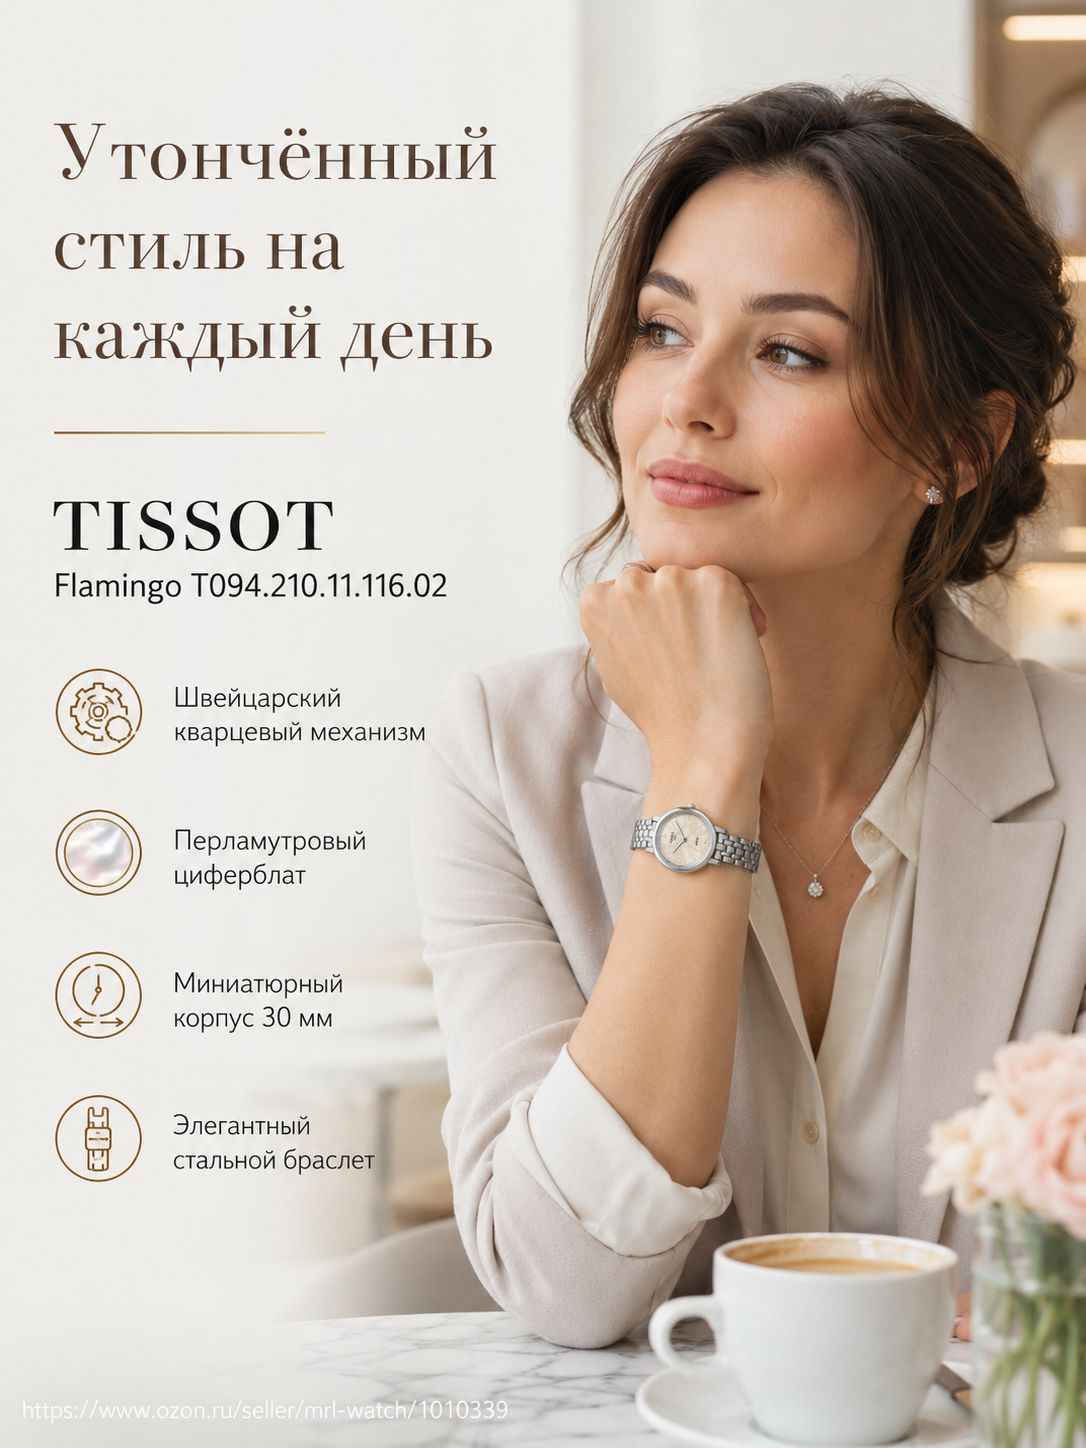 Утончённый
стиль на
каждый день
TISSOT
Flamingo T094.210.11.116.02
Швейцарский
кварцевый механизм
Перламутровый
циферблат
Миниатюрный
корпус 30 мм
Элегантный
стальной браслет
https://www.ozon.ru/seller/mrl-watch/1010339